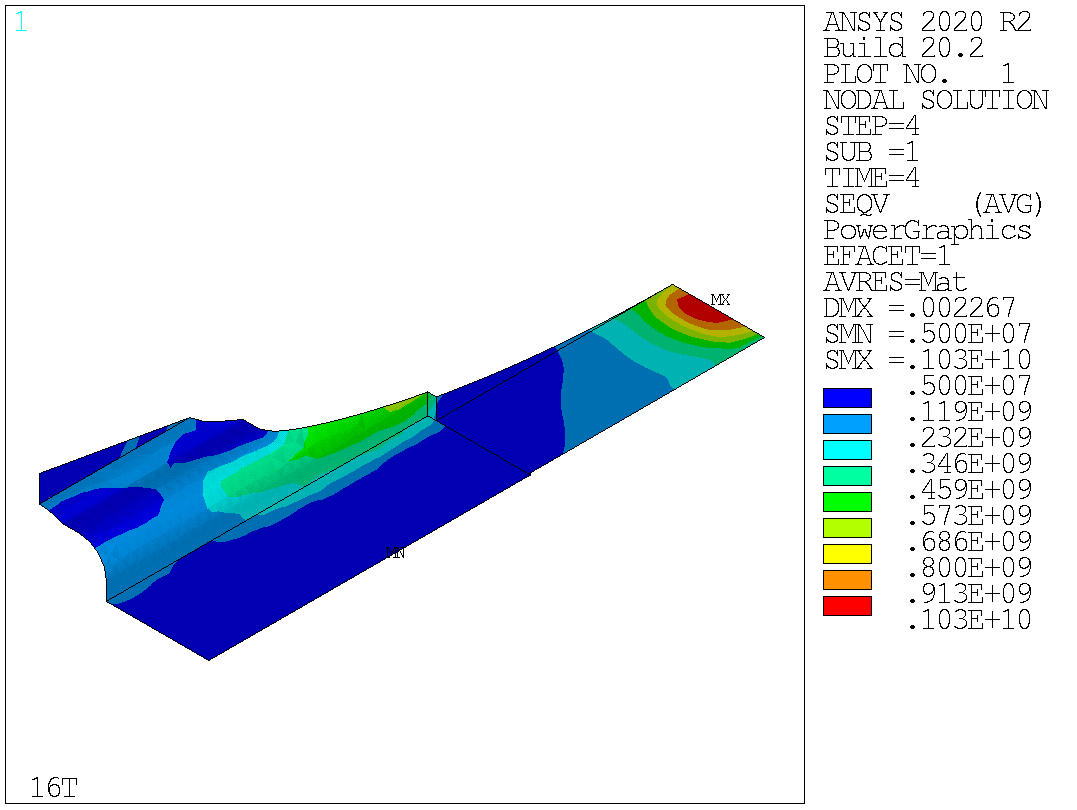 1
ANSYS 2020 R2
Build 20.2
PLOT NO.   1
NODAL SOLUTION
STEP=4
SUB =1
TIME=4
SEQV     (AVG)
PowerGraphics
EFACET=1
AVRES=Mat
DMX =.002267
SMN =.500E+07
SMX =.103E+10
.500E+07
.119E+09
.232E+09
.346E+09
.459E+09
.573E+09
.686E+09
.800E+09
.913E+09
.103E+10
MX
MN
16T